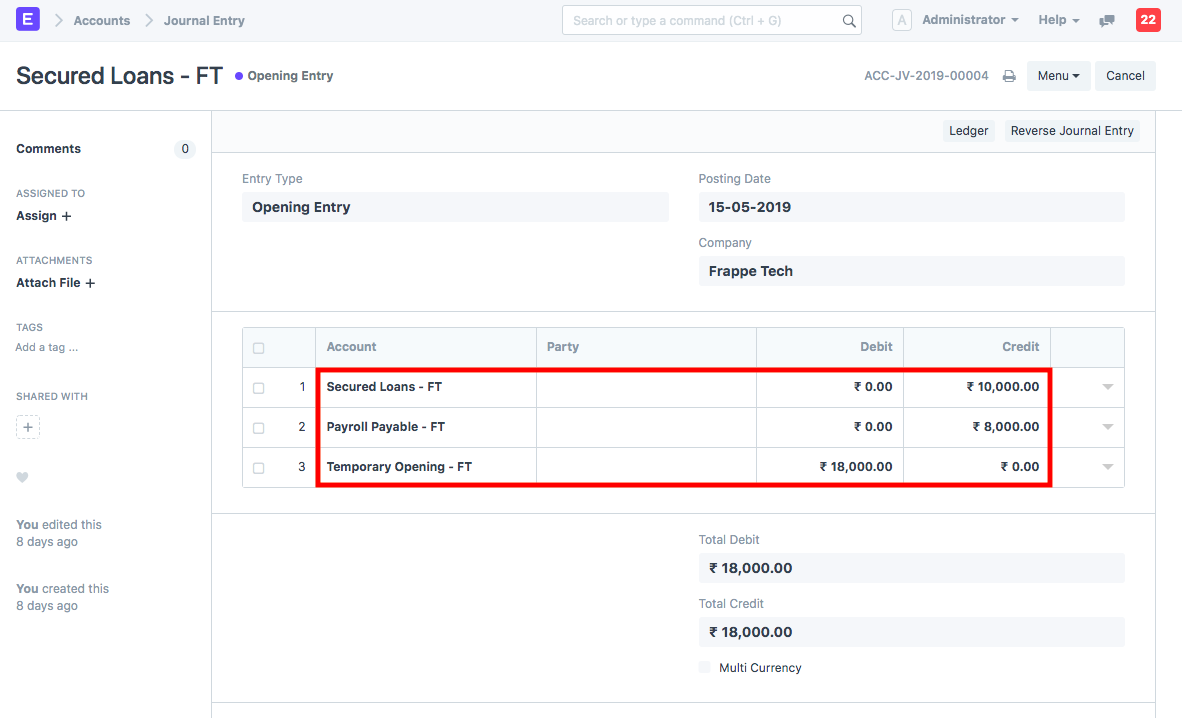 E Accounts Journal Entry Search or type a command (Ctrl + G) A Administrator Help 22
Secured Loans - FT Opening Entry ACC-JV-2019-00004 Menu Cancel
Ledger Reverse Journal Entry
Comments 0
ASSIGNED TO
Assign +
ATTACHMENTS
Attach File +
TAGS
Add a tag ...
SHARED WITH
+
You edited this
8 days ago
You created this
8 days ago
Entry Type
Opening Entry
Posting Date
15-05-2019
Company
Frappe Tech
Account Party Debit Credit
1 Secured Loans - FT ₹ 0.00 ₹ 10,000.00
2 Payroll Payable - FT ₹ 0.00 ₹ 8,000.00
3 Temporary Opening - FT ₹ 18,000.00 ₹ 0.00
Total Debit
₹ 18,000.00
Total Credit
₹ 18,000.00
Multi Currency